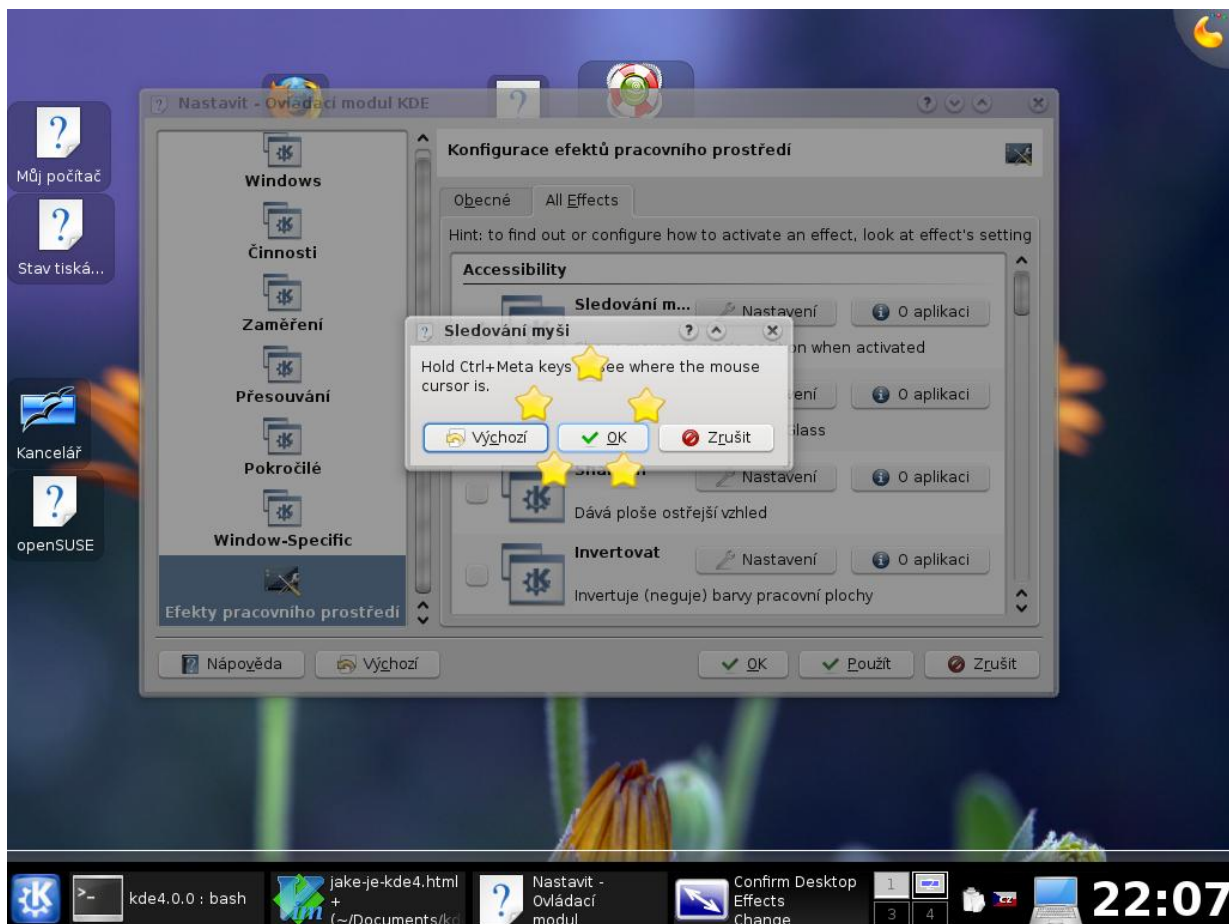 Nastavit - Ovládací modul KDE
Můj počítač
Stav tiská...
Kancelář
openSUSE
Windows
Činnosti
Zaměření
Přesouvání
Pokročilé
Window-Specific
Efekty pracovního prostředí
Konfigurace efektů pracovního prostředí
Obecné All Effects
Hint: to find out or configure how to activate an effect, look at effect's setting
Accessibility
Sledování m... Nastavení O aplikaci
on when activated
Sledování myši
Hold Ctrl+Meta keys see where the mouse
cursor is.
Výchozí OK Zrušit
O aplikaci
Nastavení O aplikaci
Dává ploše ostřejší vzhled
Invertovat Nastavení O aplikaci
Invertuje (neguje) barvy pracovní plochy
Nápověda Výchozí OK Použít Zrušit
kde4.0.0 : bash
jake-je-kde4.html
+
(~/Documents/kd
Nastavit -
Ovládací
modul
Confirm Desktop
Effects
Change
1
3 4
CZ
22:07